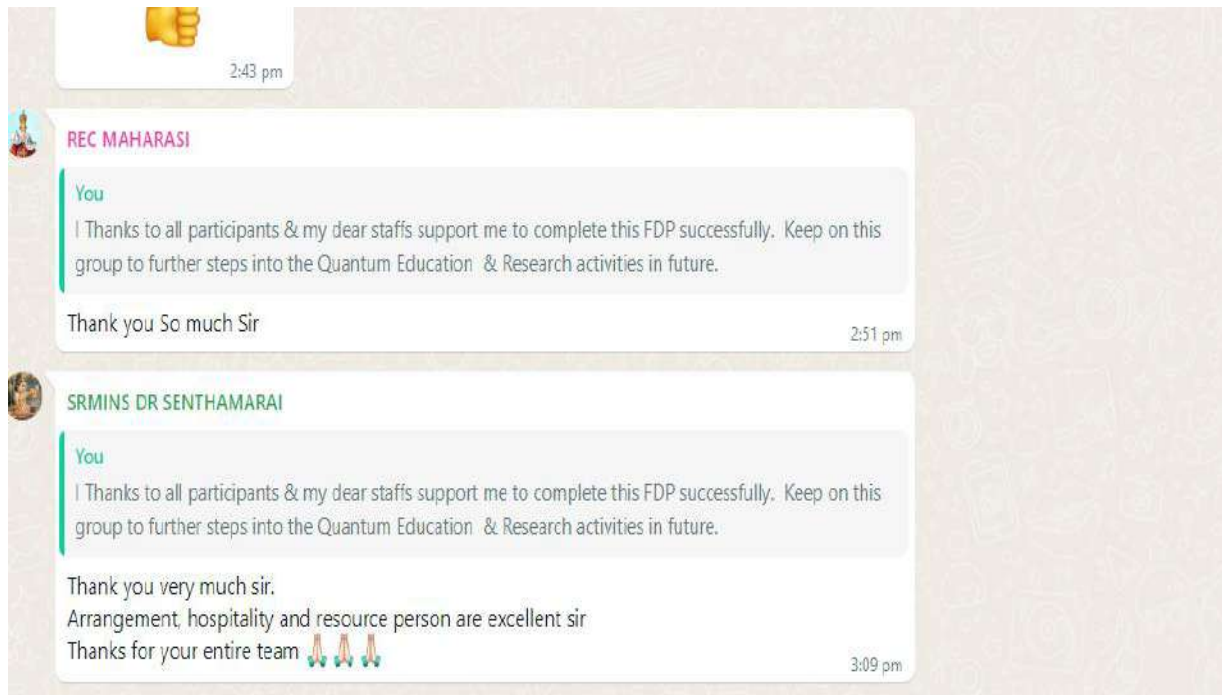 2:43 pm
REC MAHARASI
You
I Thanks to all participants & my dear staffs support me to complete this FDP successfully.  Keep on this
group to further steps into the Quantum Education  & Research activities in future.
Thank you So much Sir
2:51 pm
SRMINS DR SENTHAMARAI
You
I Thanks to all participants & my dear staffs support me to complete this FDP successfully.  Keep on this
group to further steps into the Quantum Education  & Research activities in future.
Thank you very much sir.
Arrangement, hospitality and resource person are excellent sir
Thanks for your entire team 🙏🏻🙏🏻🙏🏻
3:09 pm